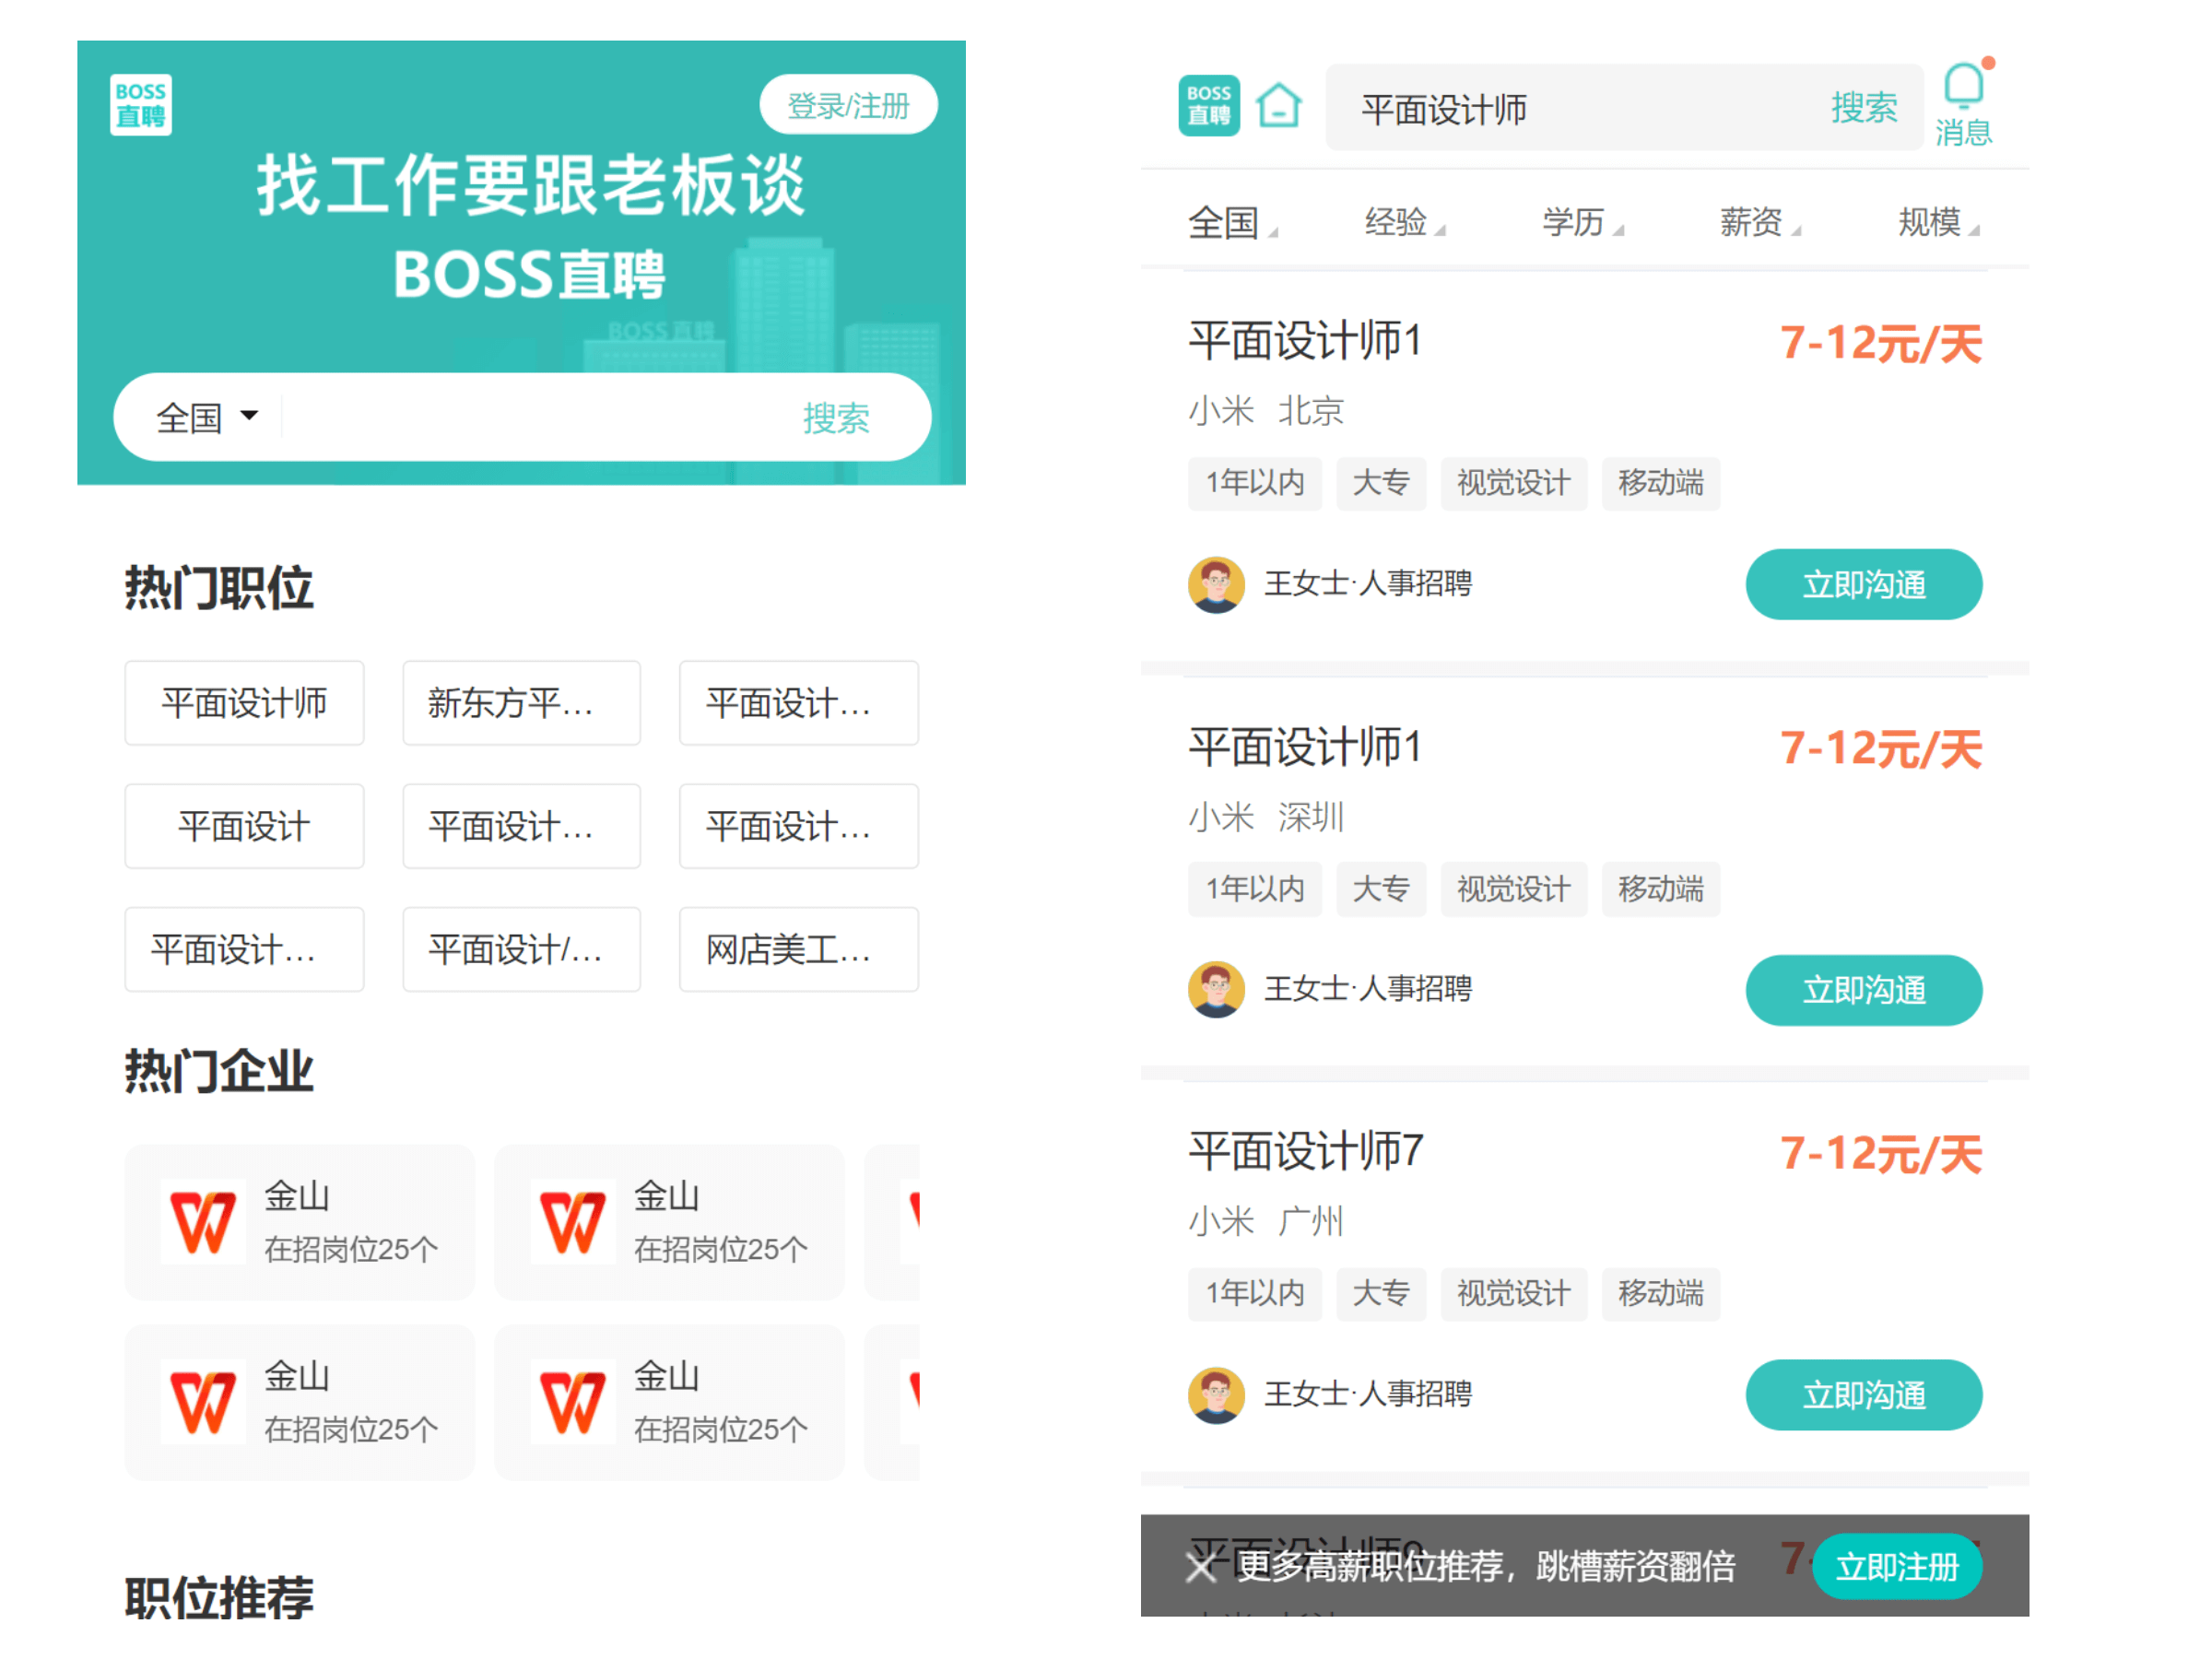 BOSS
直聘
登录/注册
找工作要跟老板谈
BOSS直聘
BOSS直聘
全国
搜索
热门职位
平面设计师
新东方平...
平面设计...
平面设计
平面设计...
平面设计...
平面设计...
平面设计/...
网店美工...
热门企业
金山
在招岗位25个
金山
在招岗位25个
金山
在招岗位25个
金山
在招岗位25个
职位推荐
BOSS
直聘
平面设计师
搜索
消息
全国
经验
学历
薪资
规模
平面设计师1
7-12元/天
小米 北京
1年以内
大专
视觉设计
移动端
王女士·人事招聘
立即沟通
平面设计师1
7-12元/天
小米 深圳
1年以内
大专
视觉设计
移动端
王女士·人事招聘
立即沟通
平面设计师7
7-12元/天
小米 广州
1年以内
大专
视觉设计
移动端
王女士·人事招聘
立即沟通
平面设计师9
7-
更多高薪职位推荐，跳槽薪资翻倍
立即注册